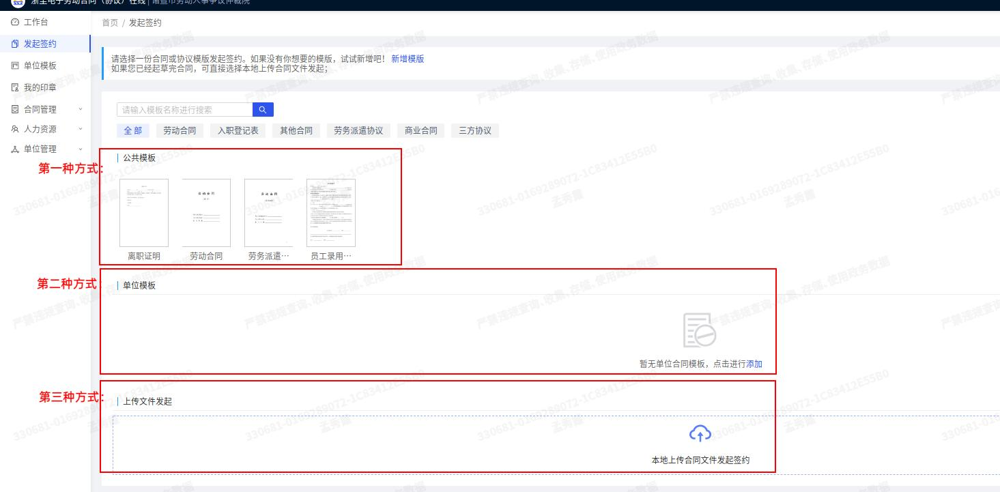 浙里电子劳动合同（协议）在线 | 诸暨市劳动人事争议仲裁院
工作台
发起签约
单位模板
我的印章
合同管理
人力资源
单位管理
首页 / 发起签约
请选择一份合同或协议模版发起签约。如果没有你想要的模版，试试新增吧！ 新增模版
如果您已经起草完合同，可直接选择本地上传合同文件发起；
请输入模板名称进行搜索
全 部 劳动合同 入职登记表 其他合同 劳务派遣协议 商业合同 三方协议
第一种方式：
公共模板
劳动合同
离职证明 劳动合同 劳务派遣··· 员工录用···
第二种方式：
单位模板
暂无单位合同模板，点击进行添加
第三种方式：
上传文件发起
本地上传合同文件发起签约
严禁违规查询、收集、存储、使用政务数据
330681-0169289072-1C83412E55B0